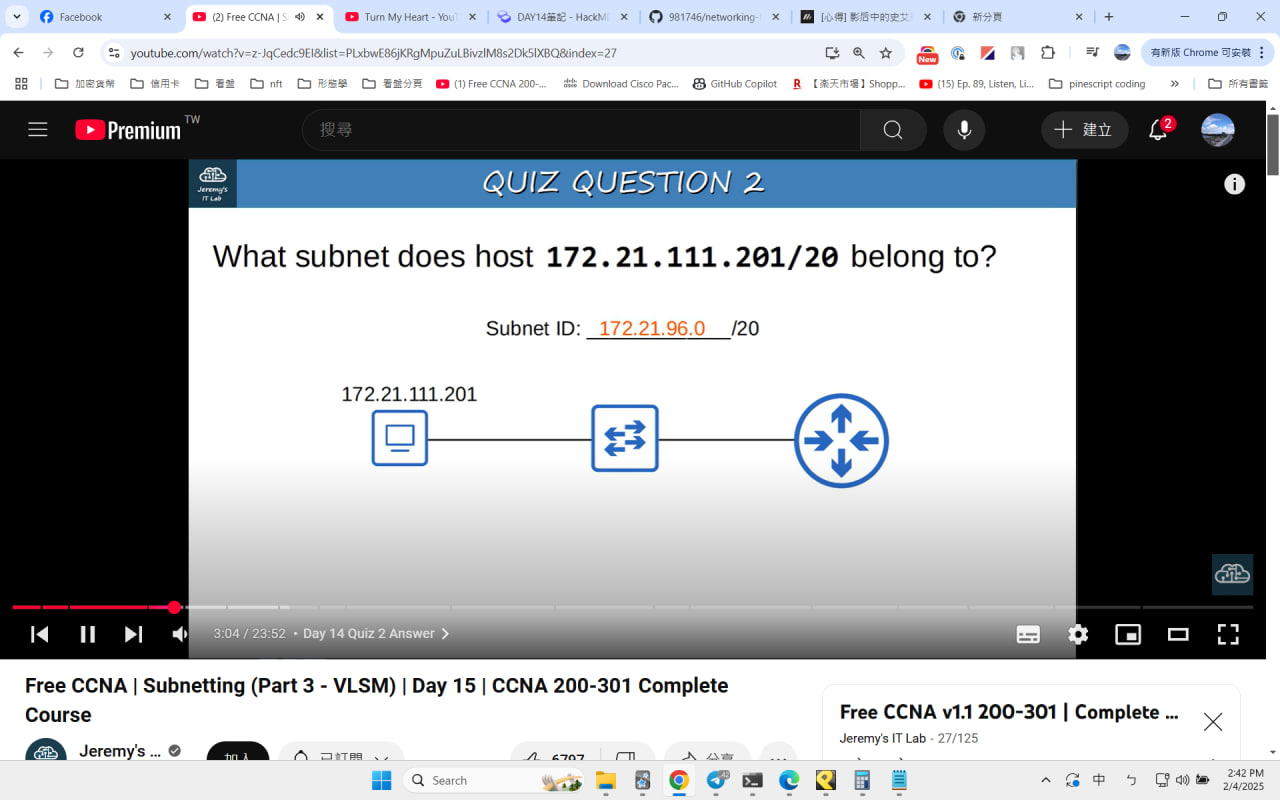 Facebook
(2) Free CCNA | S
Turn My Heart - YouT
DAY14筆記 - HackM
981746/networking-
[心得] 影后中的史艾
新分頁
youtube.com/watch?v=z-JqCedc9EI&list=PLxbwE86jKRgMpuZuLBivzlM8s2Dk5lXBQ&index=27
New
有新版 Chrome 可安裝
加密貨幣
信用卡
看盤
nft
形態學
看盤分頁
(1) Free CCNA 200-...
Download Cisco Pac...
GitHub Copilot
【楽天市場】Shopp...
(15) Ep. 89, Listen, Li...
pinescript coding
所有書籤
Premium TW
搜尋
建立
2
Jeremy's
IT Lab
QUIZ QUESTION 2
What subnet does host 172.21.111.201/20 belong to?
Subnet ID: 172.21.96.0 /20
172.21.111.201
3:04 / 23:52 • Day 14 Quiz 2 Answer
Free CCNA | Subnetting (Part 3 - VLSM) | Day 15 | CCNA 200-301 Complete
Course
Free CCNA v1.1 200-301 | Complete ...
Jeremy's IT Lab - 27/125
Jeremy's ...
加入
已訂閱
6797
分享
Search
中
2:42 PM
2/4/2025